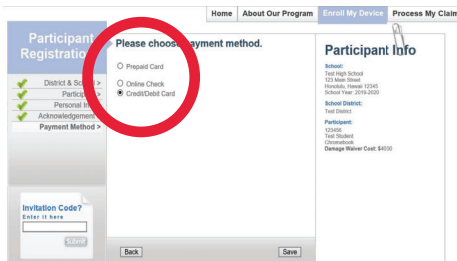 Home About Our Program Enroll My Device Process My Claim
Participant
Registration
District & School >
Participant >
Personal Info >
Acknowledgement >
Payment Method >
Invitation Code?
Enter it here
Submit
Please choose payment method.
Prepaid Card
Online Check
Credit/Debit Card
Back Save
Participant Info
School:
Test High School
123 Main Street
Honolulu, Hawaii 12345
School Year: 2019-2020
School District:
Test District
Participant:
123456
Test Student
Chromebook
Damage Waiver Cost: